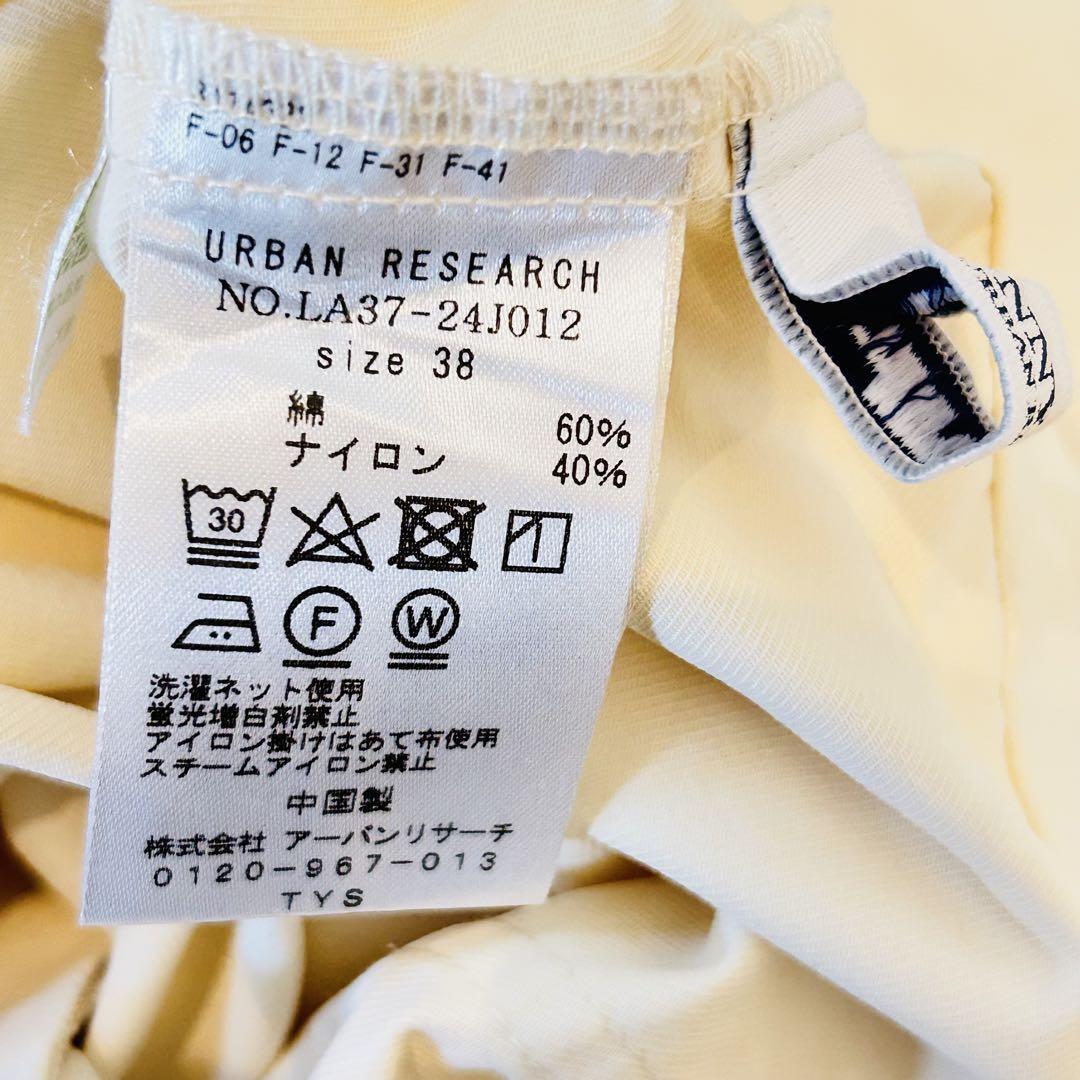 F-06 F-12 F-31 F-41
URBAN RESEARCH
NO.LA37-24J012
size 38
綿 60%
ナイロン 40%
30
F W
洗濯ネット使用
蛍光増白剤禁止
アイロン掛けはあて布使用
スチームアイロン禁止
中国製
株式会社 アーバンリサーチ
0120-967-013
TYS